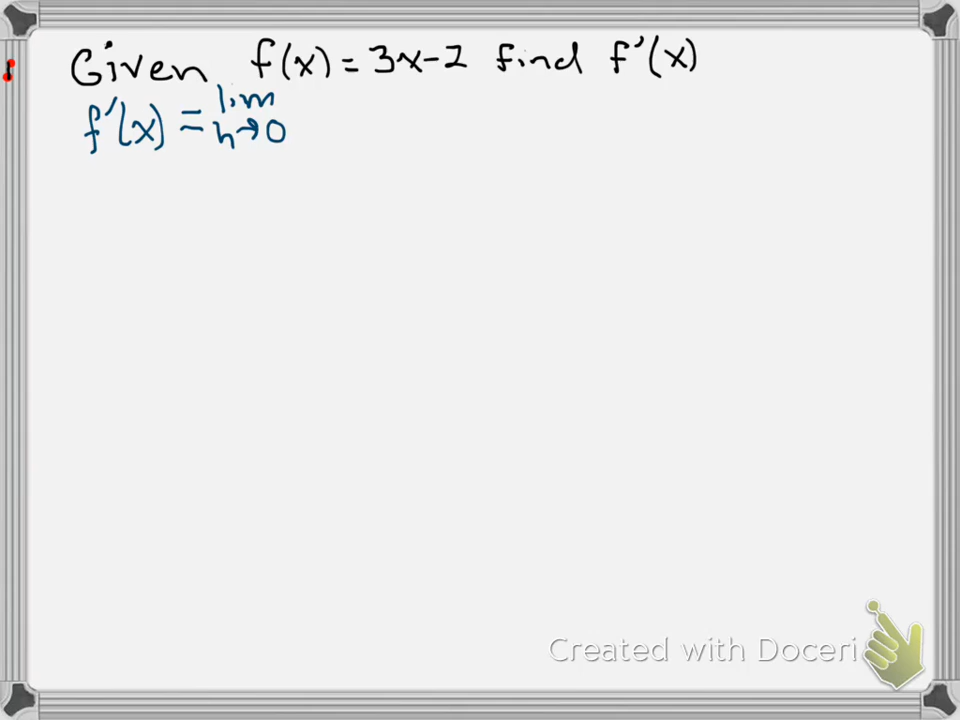 Given f(x) = 3x-2 find f'(x)
f'(x) = lim h→0
Created with Doceri